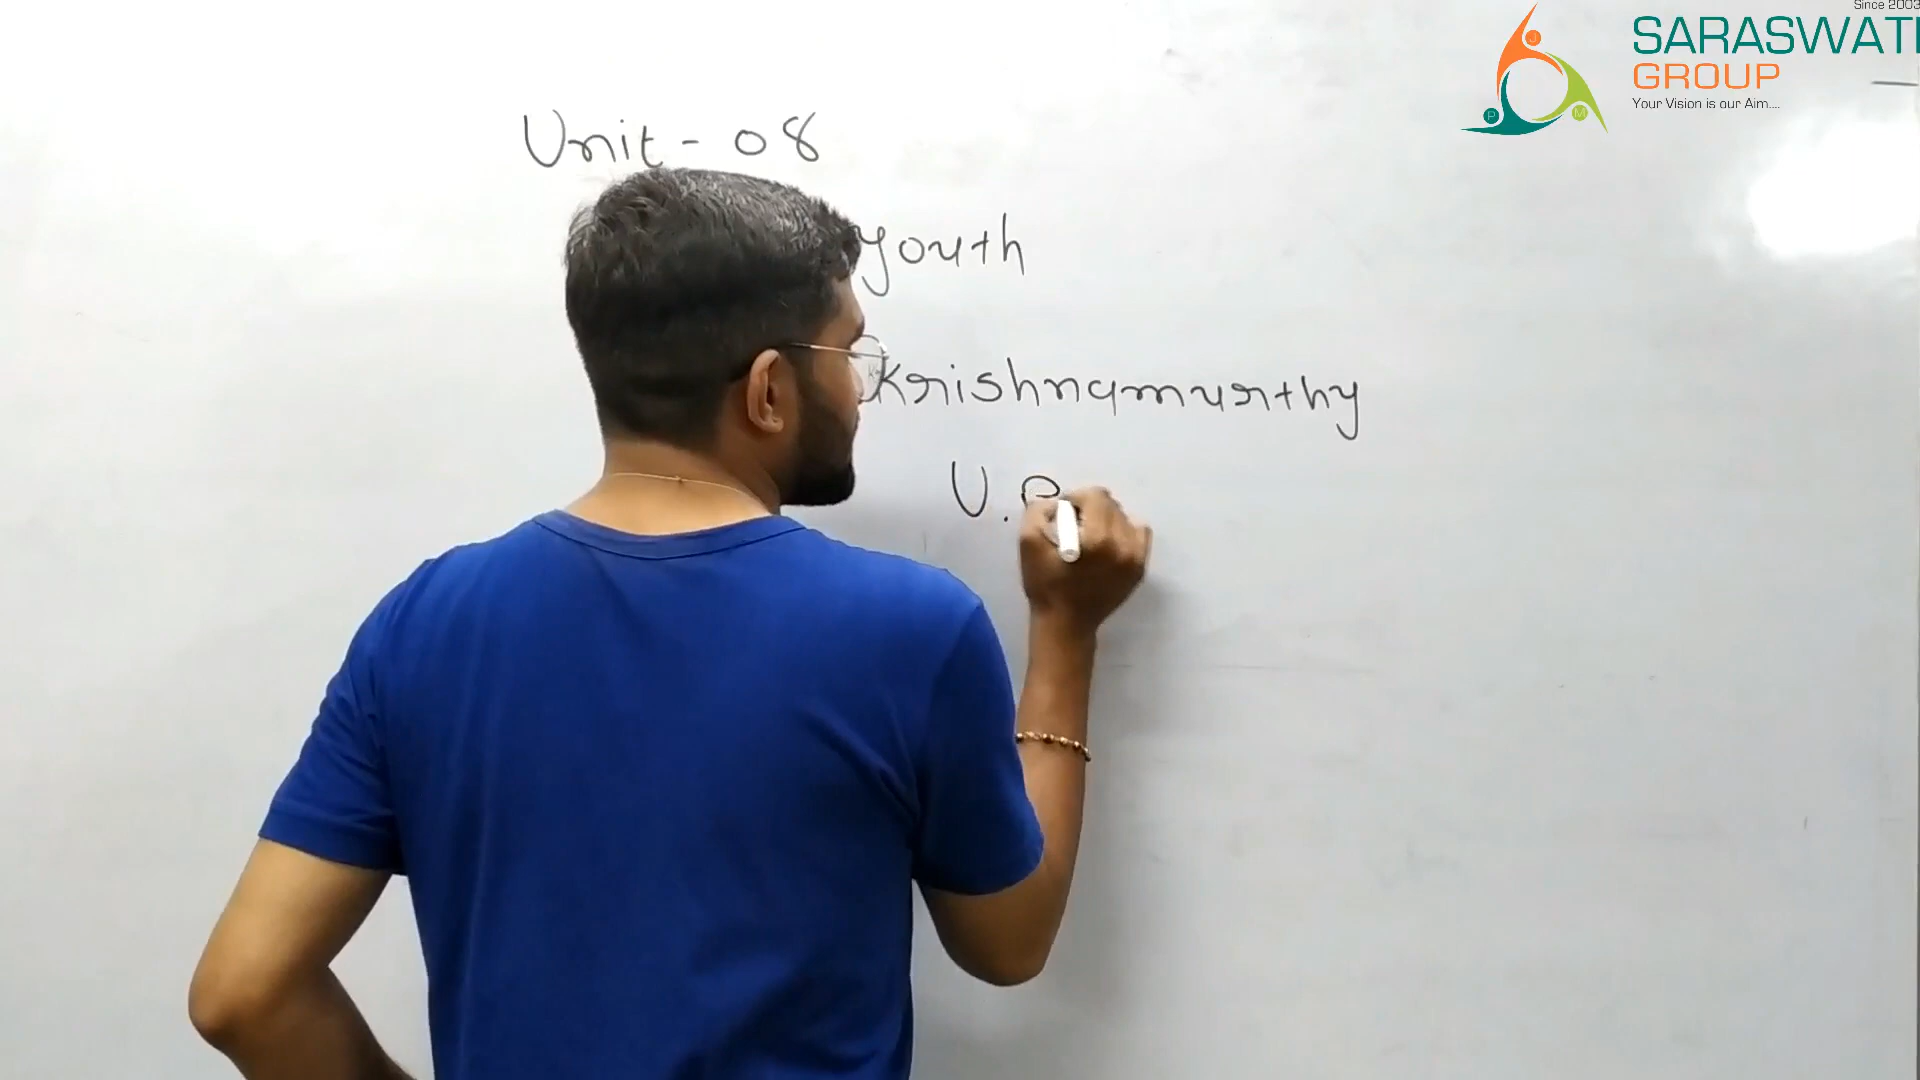 Since 2003
SARASWATI
GROUP
Your Vision is our Aim....
J
P
M
Unit - 08
youth
Krishnamurthy
U.